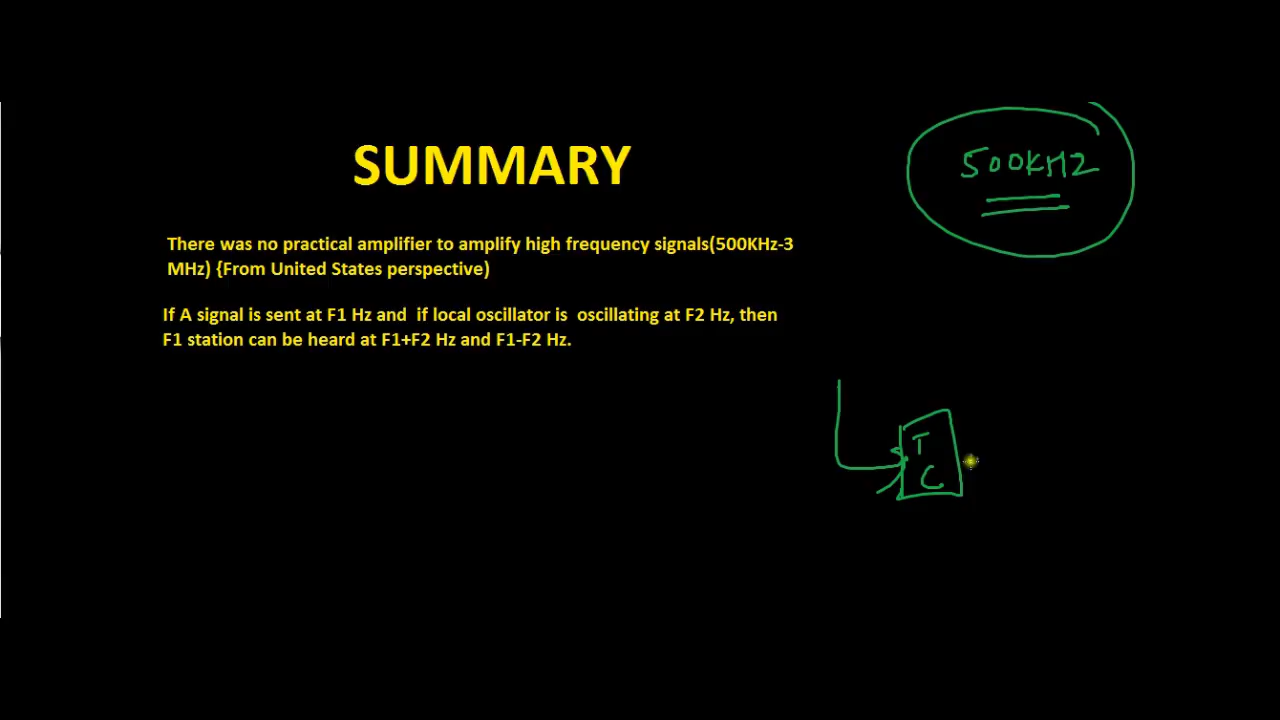 SUMMARY
500KHZ
There was no practical amplifier to amplify high frequency signals(500KHz-3
MHz) {From United States perspective)
If A signal is sent at F1 Hz and  if local oscillator is  oscillating at F2 Hz, then
F1 station can be heard at F1+F2 Hz and F1-F2 Hz.
T
C